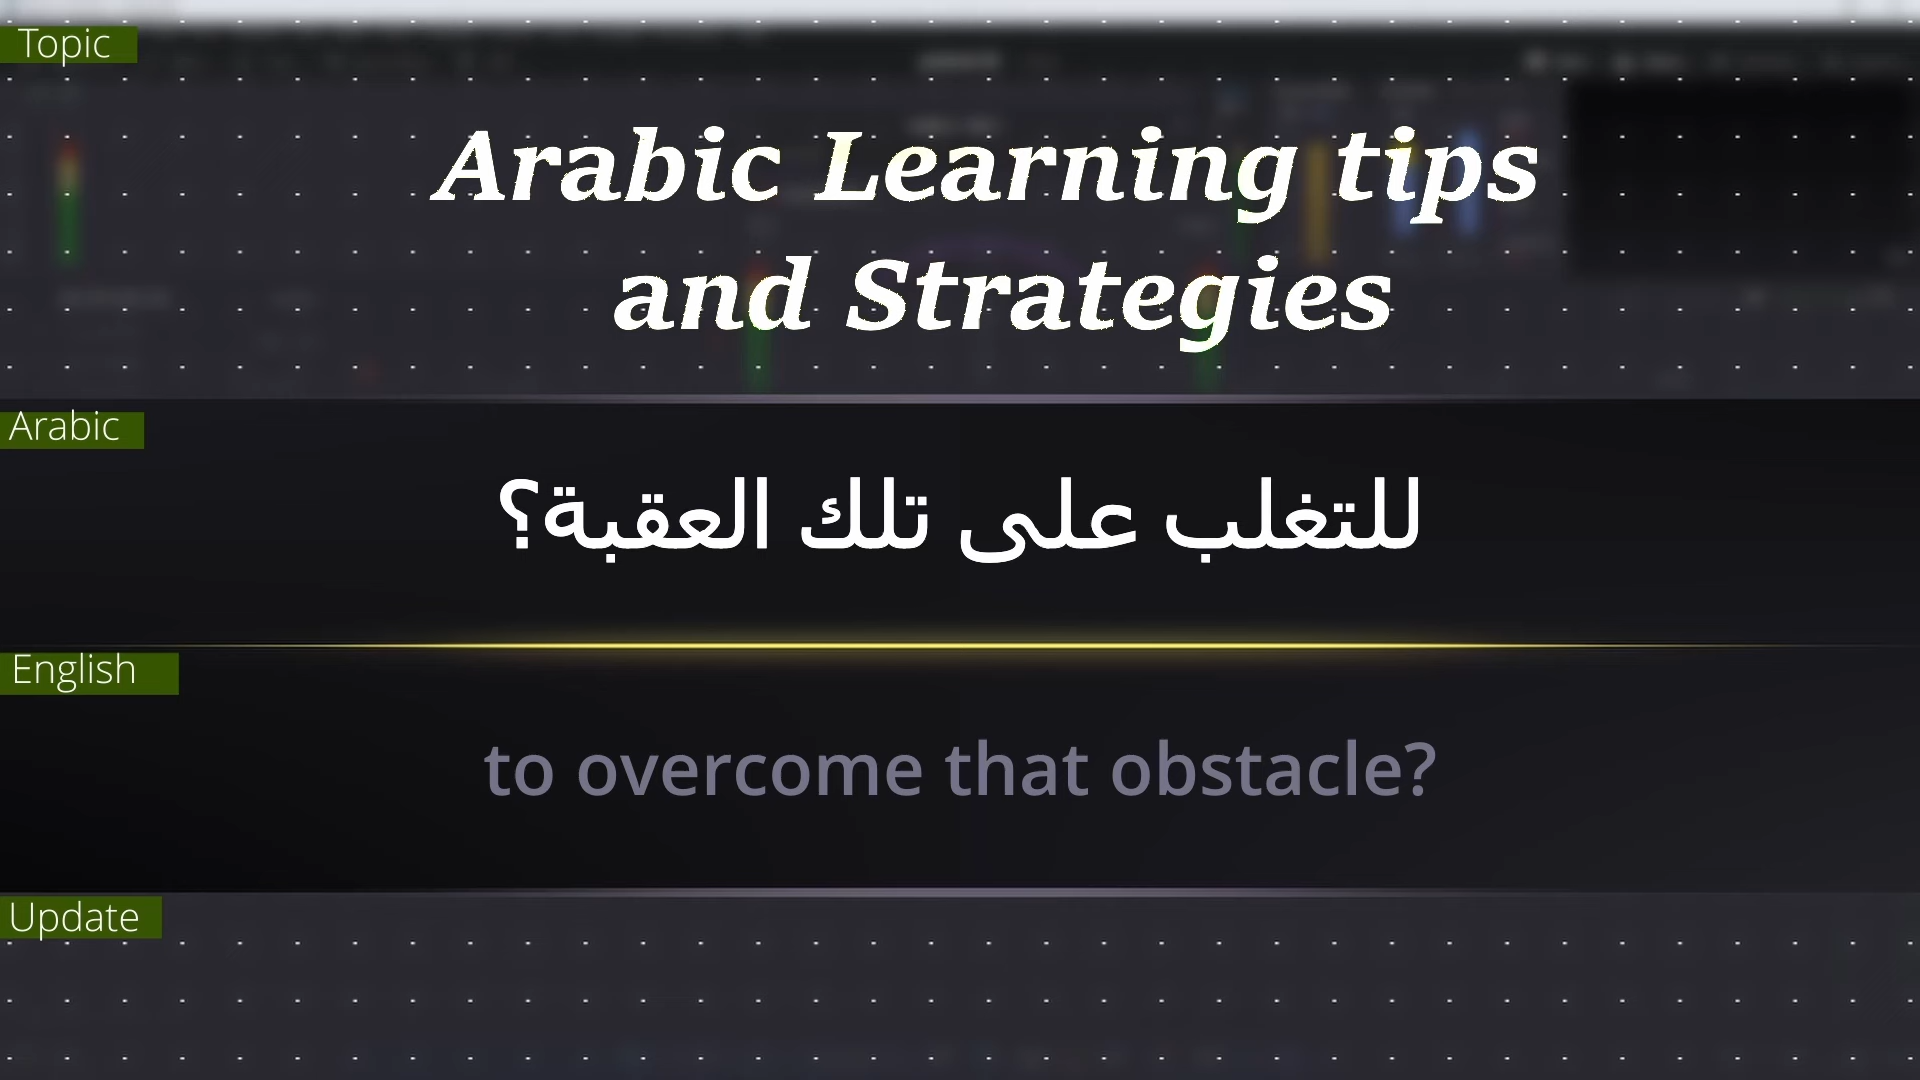 Topic
Arabic Learning tips
and Strategies
Arabic
للتغلب على تلك العقبة؟
English
to overcome that obstacle?
Update